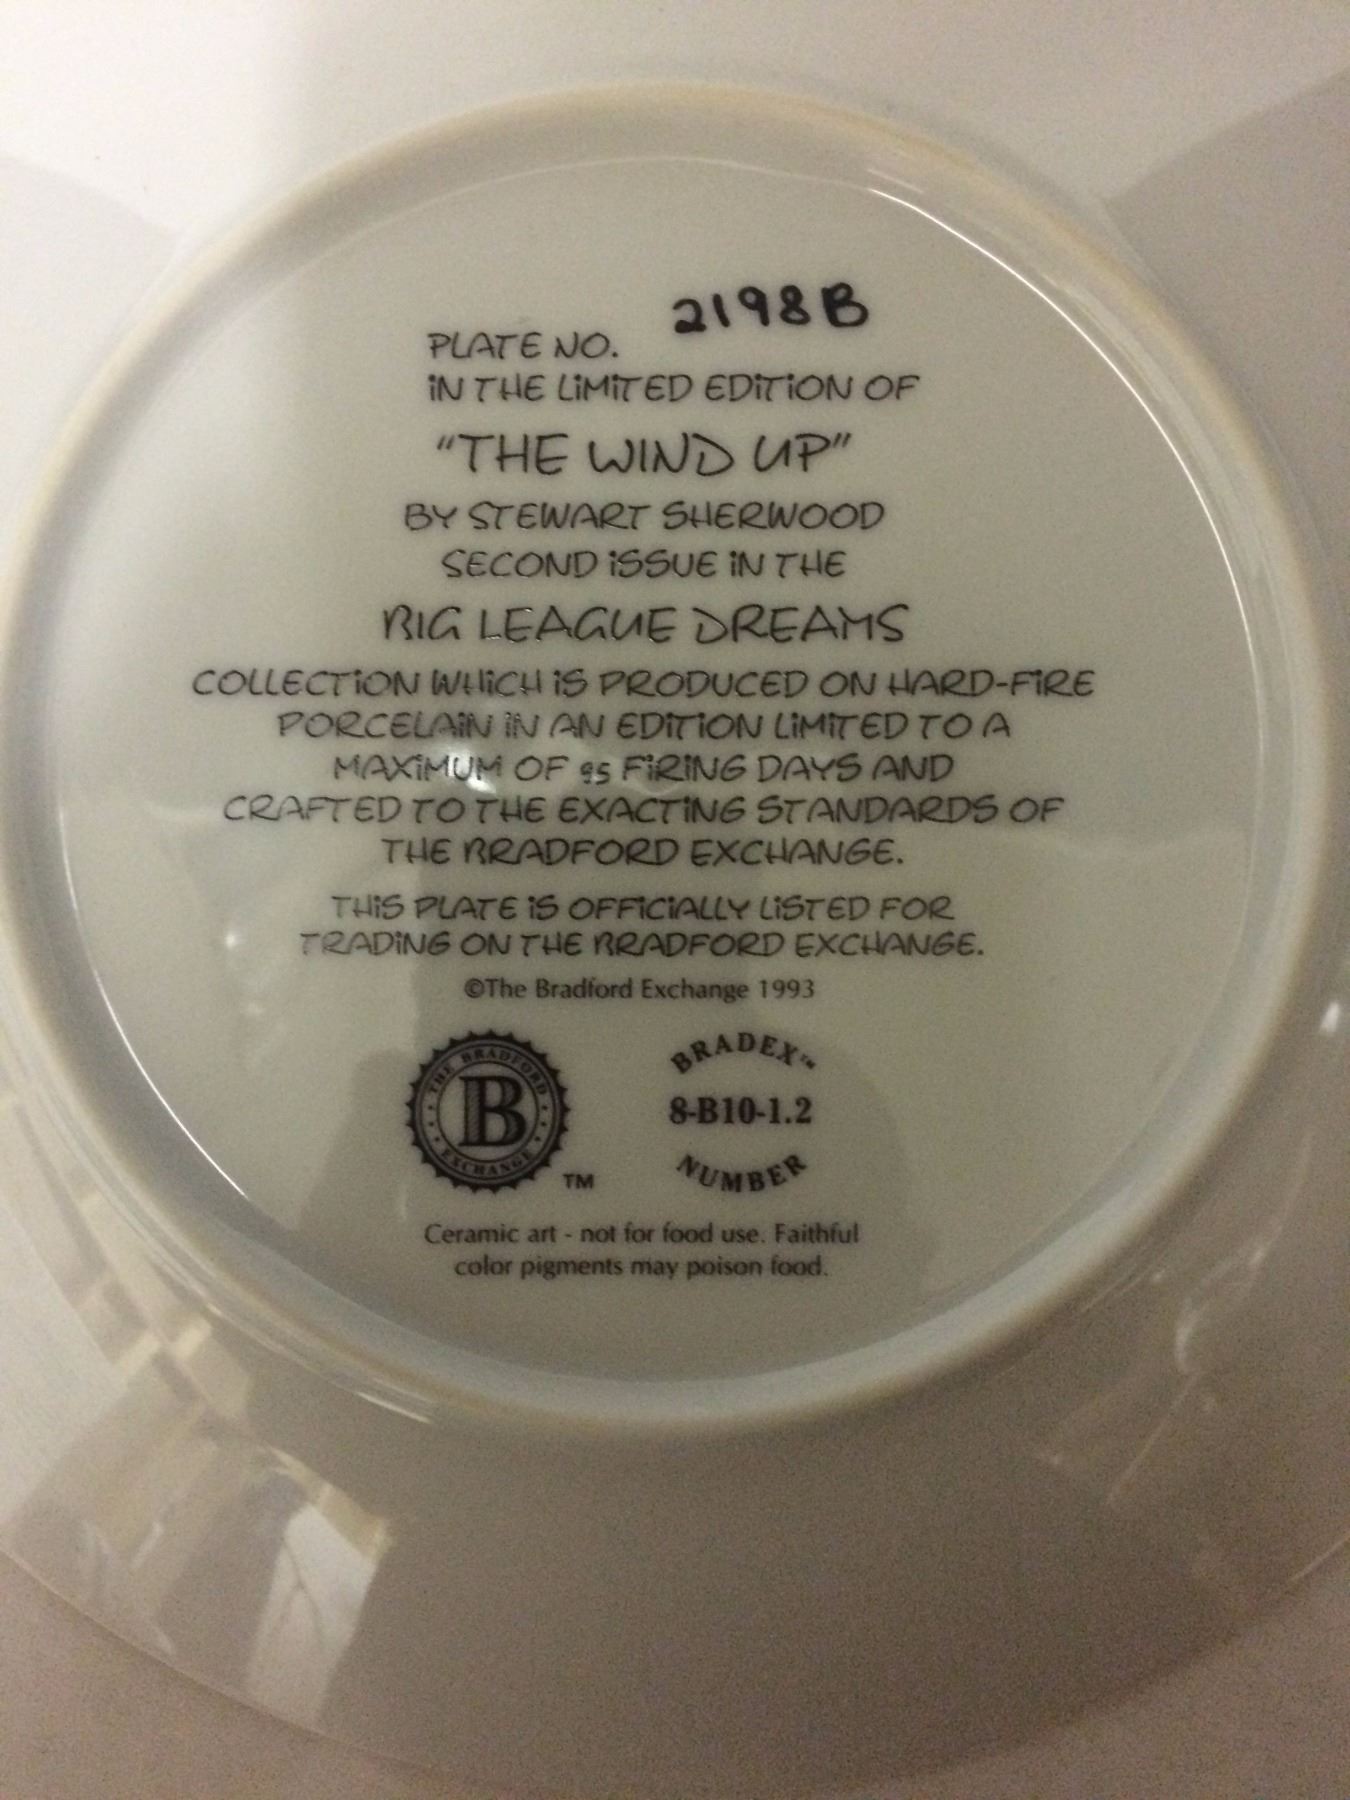 2198B
PLATE NO.
IN THE LIMITED EDITION OF
“THE WIND UP”
BY STEWART SHERWOOD
SECOND ISSUE IN THE
BIG LEAGUE DREAMS
COLLECTION WHICH IS PRODUCED ON HARD-FIRE
PORCELAIN IN AN EDITION LIMITED TO A
MAXIMUM OF 95 FIRING DAYS AND
CRAFTED TO THE EXACTING STANDARDS OF
THE BRADFORD EXCHANGE.
THIS PLATE IS OFFICIALLY LISTED FOR
TRADING ON THE BRADFORD EXCHANGE.
©The Bradford Exchange 1993
THE BRADFORD
B
EXCHANGE
TM
BRADEX™
8-B10-1.2
NUMBER
Ceramic art - not for food use. Faithful
color pigments may poison food.